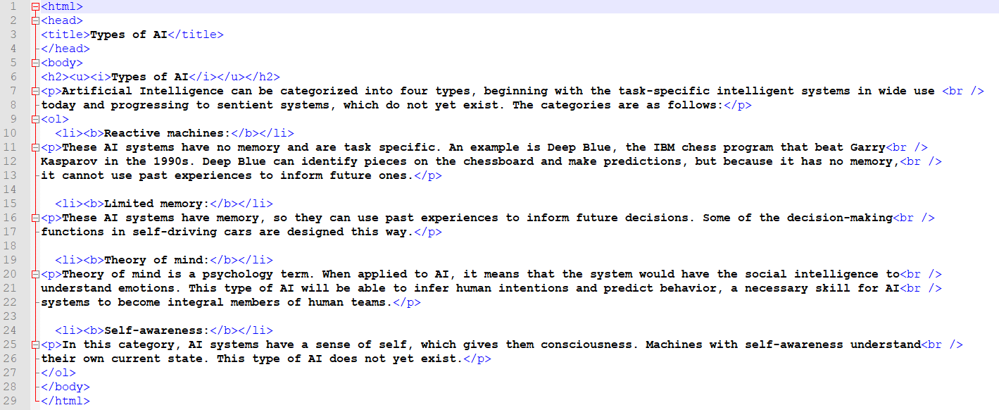 1 <html>
2 <head>
3 <title>Types of AI</title>
4 </head>
5 <body>
6 <h2><u><i>Types of AI</i></u></h2>
7 <p>Artificial Intelligence can be categorized into four types, beginning with the task-specific intelligent systems in wide use <br />
8 today and progressing to sentient systems, which do not yet exist. The categories are as follows:</p>
9 <ol>
10   <li><b>Reactive machines:</b></li>
11 <p>These AI systems have no memory and are task specific. An example is Deep Blue, the IBM chess program that beat Garry<br />
12 Kasparov in the 1990s. Deep Blue can identify pieces on the chessboard and make predictions, but because it has no memory,<br />
13 it cannot use past experiences to inform future ones.</p>
14
15   <li><b>Limited memory:</b></li>
16 <p>These AI systems have memory, so they can use past experiences to inform future decisions. Some of the decision-making<br />
17 functions in self-driving cars are designed this way.</p>
18
19   <li><b>Theory of mind:</b></li>
20 <p>Theory of mind is a psychology term. When applied to AI, it means that the system would have the social intelligence to<br />
21 understand emotions. This type of AI will be able to infer human intentions and predict behavior, a necessary skill for AI<br />
22 systems to become integral members of human teams.</p>
23
24   <li><b>Self-awareness:</b></li>
25 <p>In this category, AI systems have a sense of self, which gives them consciousness. Machines with self-awareness understand<br />
26 their own current state. This type of AI does not yet exist.</p>
27 </ol>
28 </body>
29 </html>